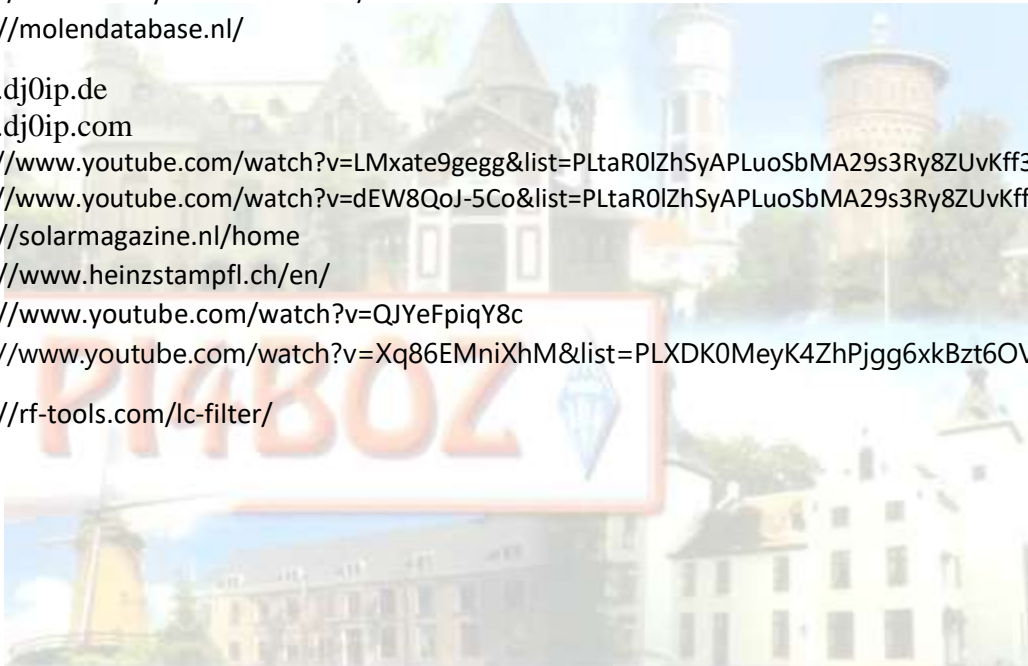 //molendatabase.nl/
.dj0ip.de
.dj0ip.com
//www.youtube.com/watch?v=LMxate9gegg&list=PLtaR0lZhSyAPLuoSbMA29s3Ry8ZUvKff3
//www.youtube.com/watch?v=dEW8QoJ-5Co&list=PLtaR0lZhSyAPLuoSbMA29s3Ry8ZUvKff
//solarmagazine.nl/home
//www.heinzstampfl.ch/en/
//www.youtube.com/watch?v=QJYeFpiqY8c
//www.youtube.com/watch?v=Xq86EMniXhM&list=PLXDK0MeyK4ZhPjgg6xkBzt6OV
//rf-tools.com/lc-filter/
PI4BOZ